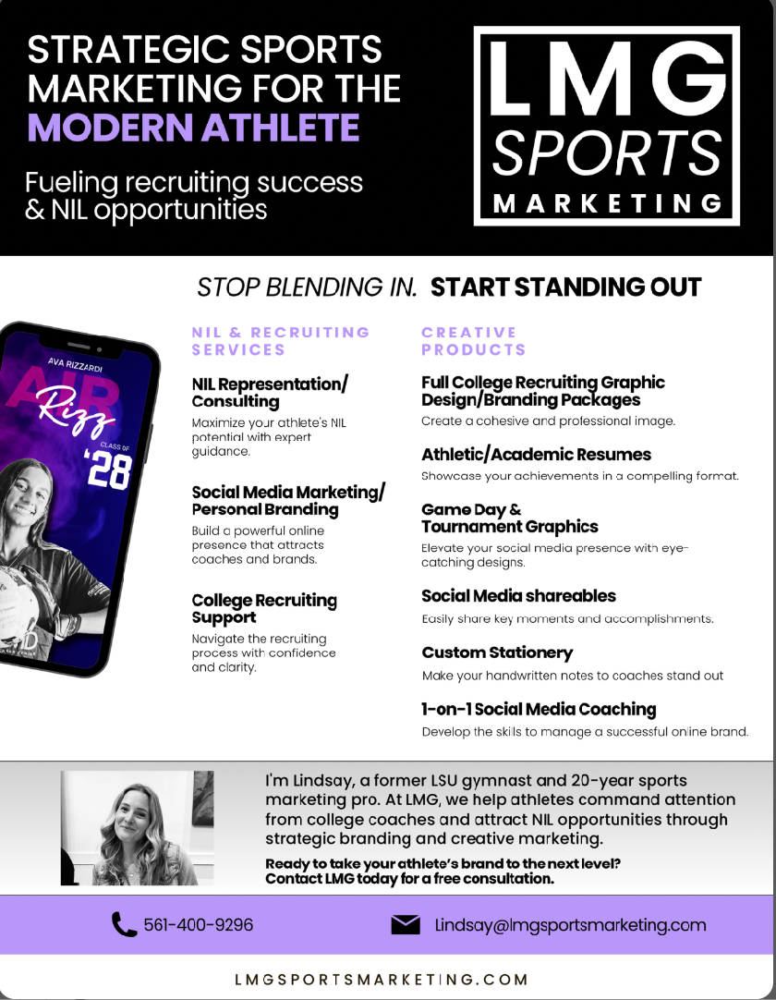 STRATEGIC SPORTS
MARKETING FOR THE
MODERN ATHLETE
Fueling recruiting success
& NIL opportunities
LMG
SPORTS
MARKETING
STOP BLENDING IN. START STANDING OUT
AVA RIZZARDI
AIR
Rizz
CLASS OF
'28
NIL & RECRUITING
SERVICES
NIL Representation/
Consulting
Maximize your athlete's NIL
potential with expert
guidance.
Social Media Marketing/
Personal Branding
Build a powerful online
presence that attracts
coaches and brands.
College Recruiting
Support
Navigate the recruiting
process with confidence
and clarity.
CREATIVE
PRODUCTS
Full College Recruiting Graphic
Design/Branding Packages
Create a cohesive and professional image.
Athletic/Academic Resumes
Showcase your achievements in a compelling format.
Game Day &
Tournament Graphics
Elevate your social media presence with eye-
catching designs.
Social Media shareables
Easily share key moments and accomplishments.
Custom Stationery
Make your handwritten notes to coaches stand out
1-on-1 Social Media Coaching
Develop the skills to manage a successful online brand.
I'm Lindsay, a former LSU gymnast and 20-year sports
marketing pro. At LMG, we help athletes command attention
from college coaches and attract NIL opportunities through
strategic branding and creative marketing.
Ready to take your athlete's brand to the next level?
Contact LMG today for a free consultation.
561-400-9296
Lindsay@lmgsportsmarketing.com
LMGSPORTSMARKETING.COM